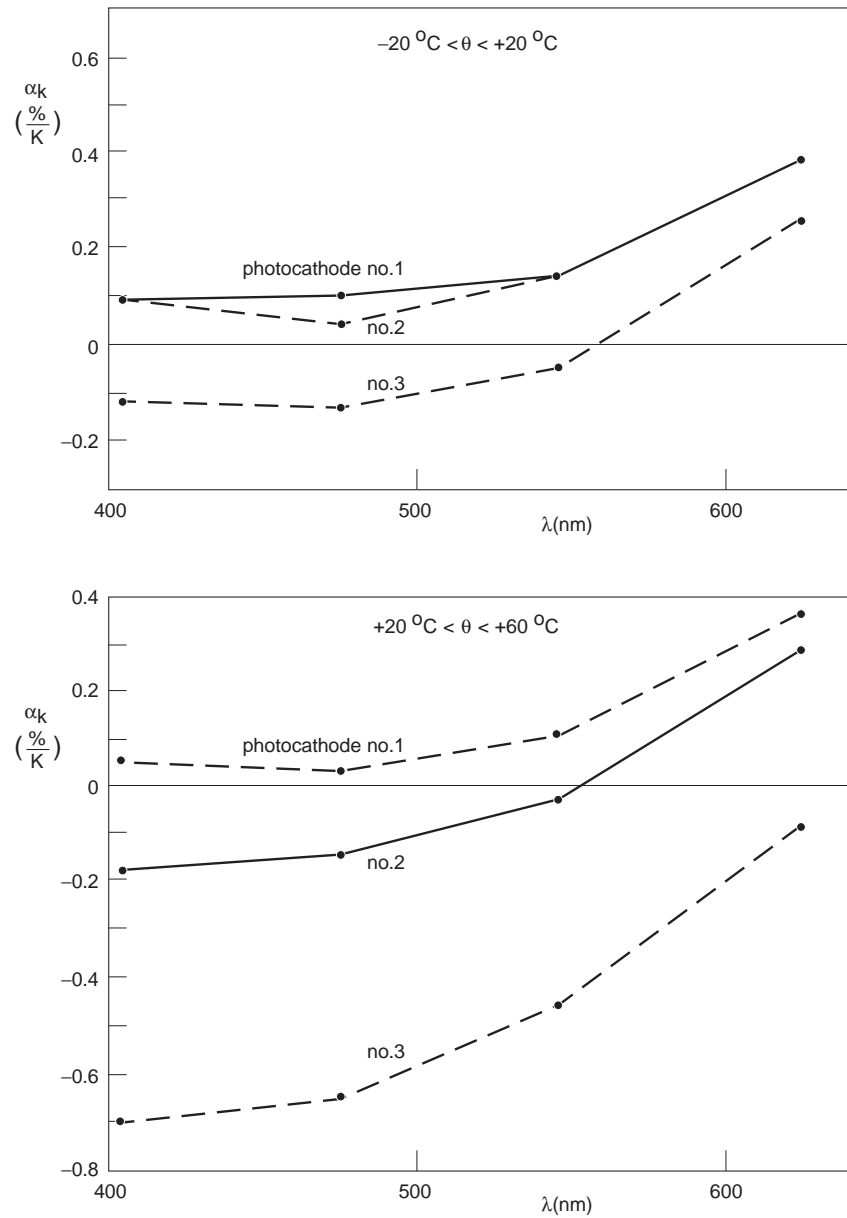 −20 °C < θ < +20 °C
αk
(%/K)
0.6
0.4
0.2
0
−0.2
photocathode no.1
no.2
no.3
400
500
600
λ(nm)
+20 °C < θ < +60 °C
αk
(%/K)
0.4
0.2
0
−0.2
−0.4
−0.6
−0.8
photocathode no.1
no.2
no.3
400
500
600
λ(nm)